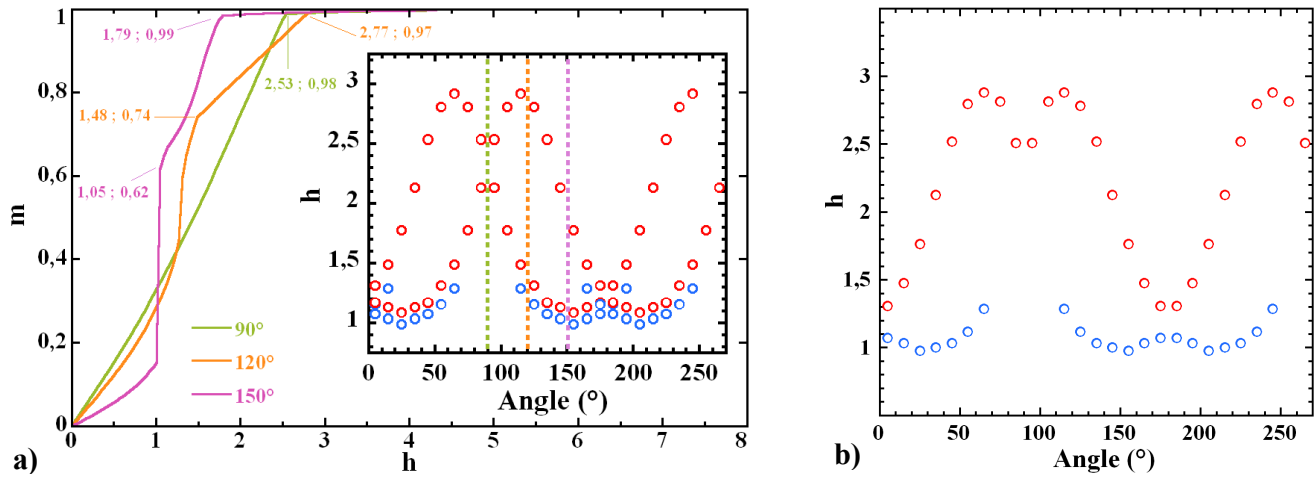 1
0,8
0,6
0,4
0,2
0
m
0 1 2 3 4 5 6 7 8
h
a)
1,79 ; 0,99
2,77 ; 0,97
2,53 ; 0,98
1,48 ; 0,74
1,05 ; 0,62
90°
120°
150°
3
2,5
2
1,5
1
h
0 50 100 150 200 250
Angle (°)
3
2,5
2
1,5
1
h
0 50 100 150 200 250
Angle (°)
b)